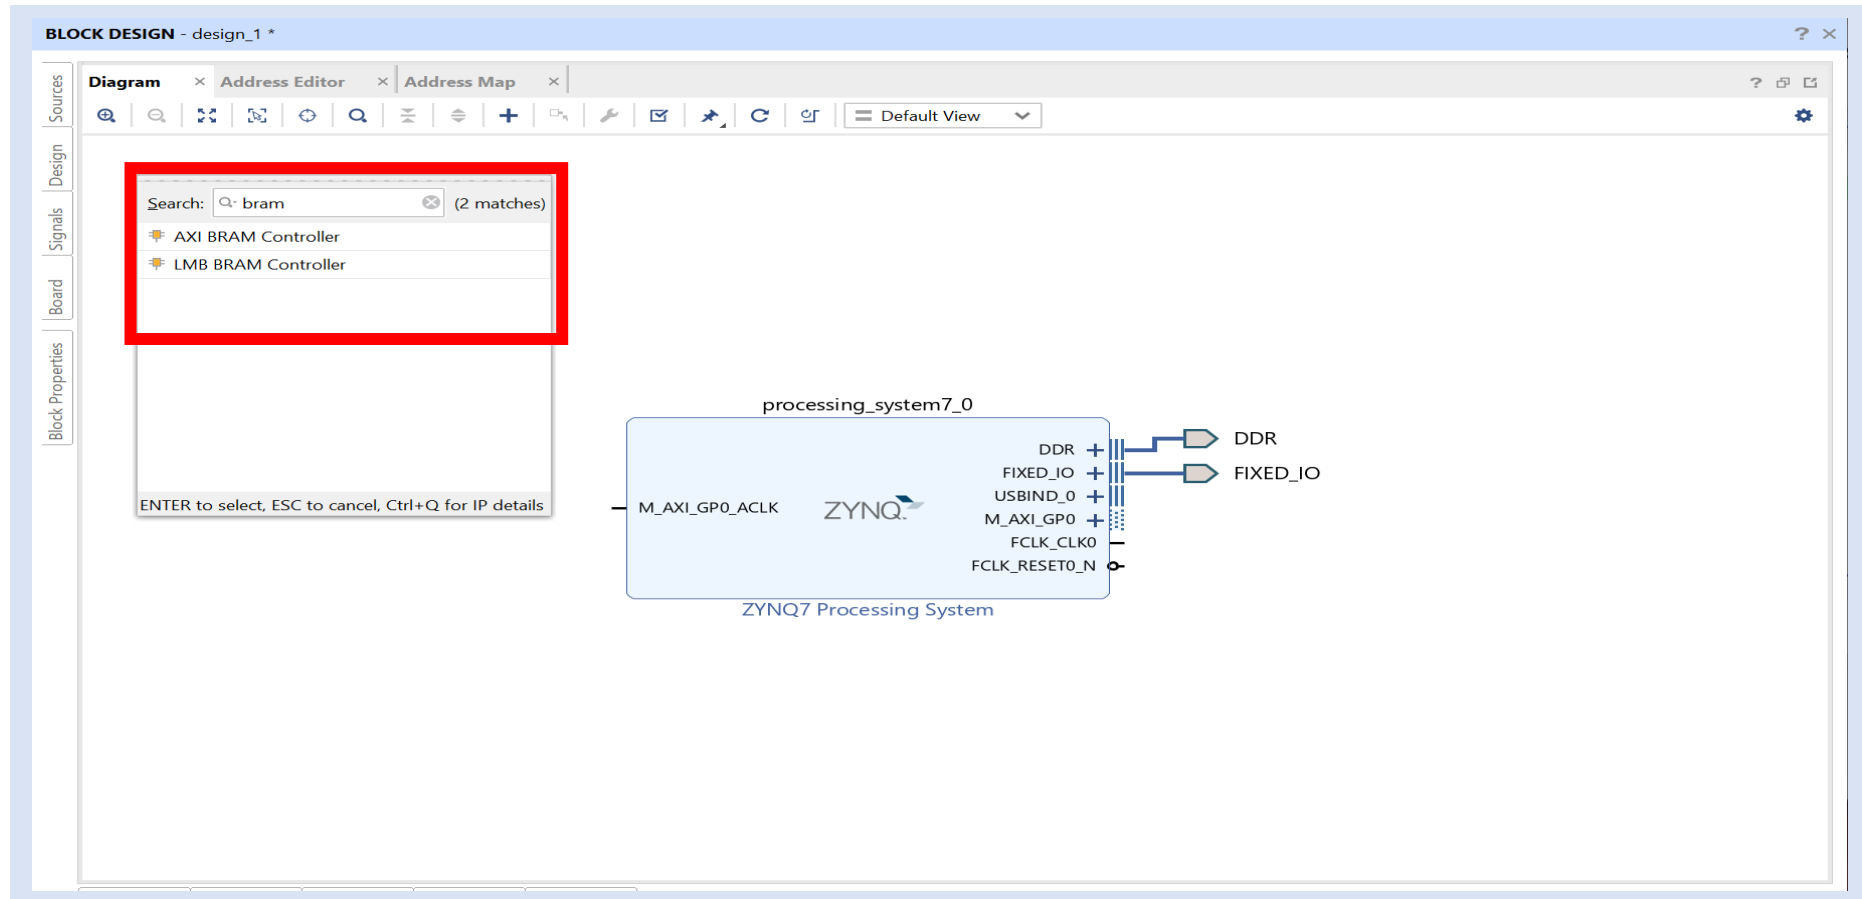 BLOCK DESIGN - design_1 *
Sources
Design
Signals
Board
Block Properties
Diagram
Address Editor
Address Map
Default View
Search: bram (2 matches)
AXI BRAM Controller
LMB BRAM Controller
ENTER to select, ESC to cancel, Ctrl+Q for IP details
processing_system7_0
M_AXI_GP0_ACLK
ZYNQ.
DDR
FIXED_IO
USBIND_0
M_AXI_GP0
FCLK_CLK0
FCLK_RESET0_N
DDR
FIXED_IO
ZYNQ7 Processing System